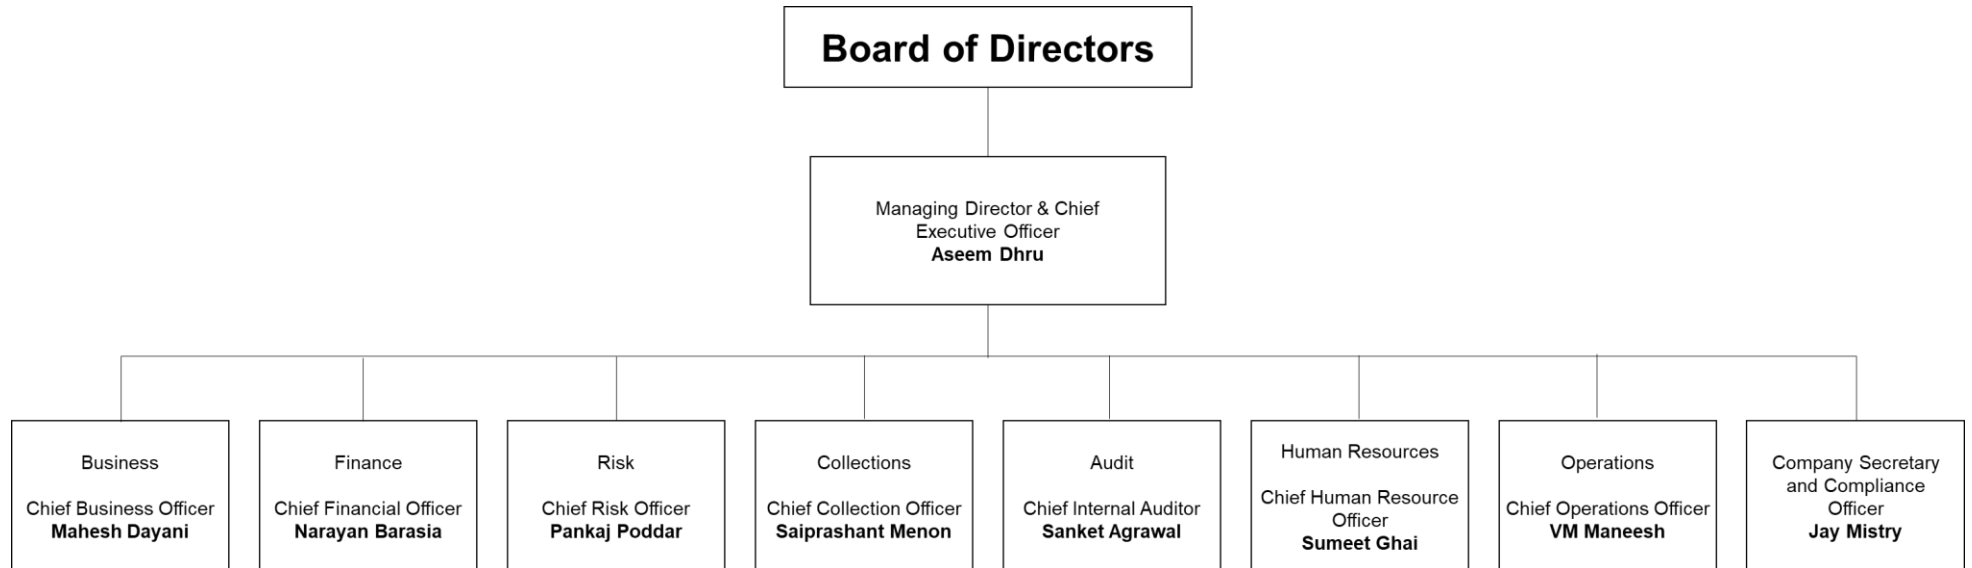 Board of Directors
Managing Director & Chief
Executive Officer
Aseem Dhru
Business
Chief Business Officer
Mahesh Dayani
Finance
Chief Financial Officer
Narayan Barasia
Risk
Chief Risk Officer
Pankaj Poddar
Collections
Chief Collection Officer
Saiprashant Menon
Audit
Chief Internal Auditor
Sanket Agrawal
Human Resources
Chief Human Resource
Officer
Sumeet Ghai
Operations
Chief Operations Officer
VM Maneesh
Company Secretary
and Compliance
Officer
Jay Mistry